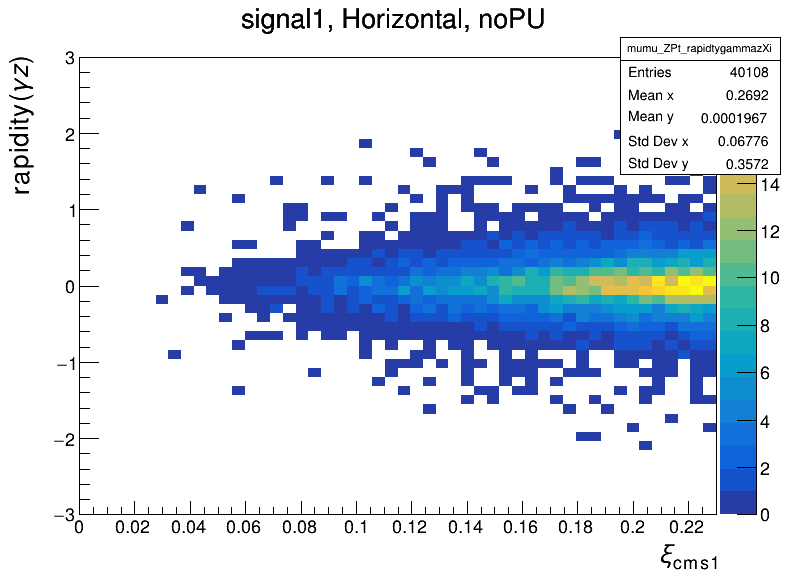 signal1, Horizontal, noPU
mumu_ZPt_rapidtygammazXi
Entries 40108
Mean x 0.2692
Mean y 0.0001967
Std Dev x 0.06776
Std Dev y 0.3572
rapidity(γz)
3
2
1
0
−1
−2
−3
14
12
10
8
6
4
2
0
0 0.02 0.04 0.06 0.08 0.1 0.12 0.14 0.16 0.18 0.2 0.22
ξcms1